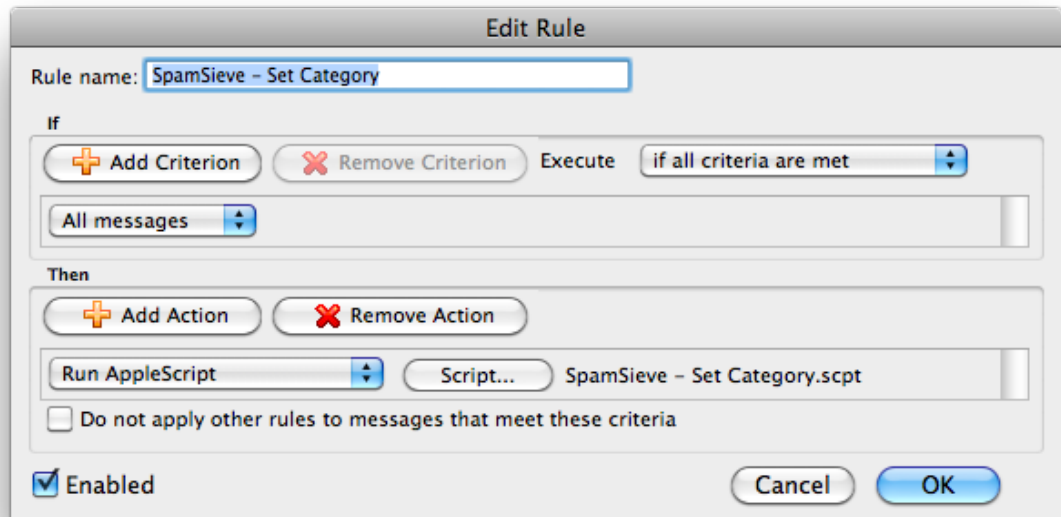 Edit Rule
Rule name: SpamSieve – Set Category
If
Add Criterion Remove Criterion Execute if all criteria are met
All messages
Then
Add Action Remove Action
Run AppleScript Script... SpamSieve – Set Category.scpt
Do not apply other rules to messages that meet these criteria
Enabled Cancel OK